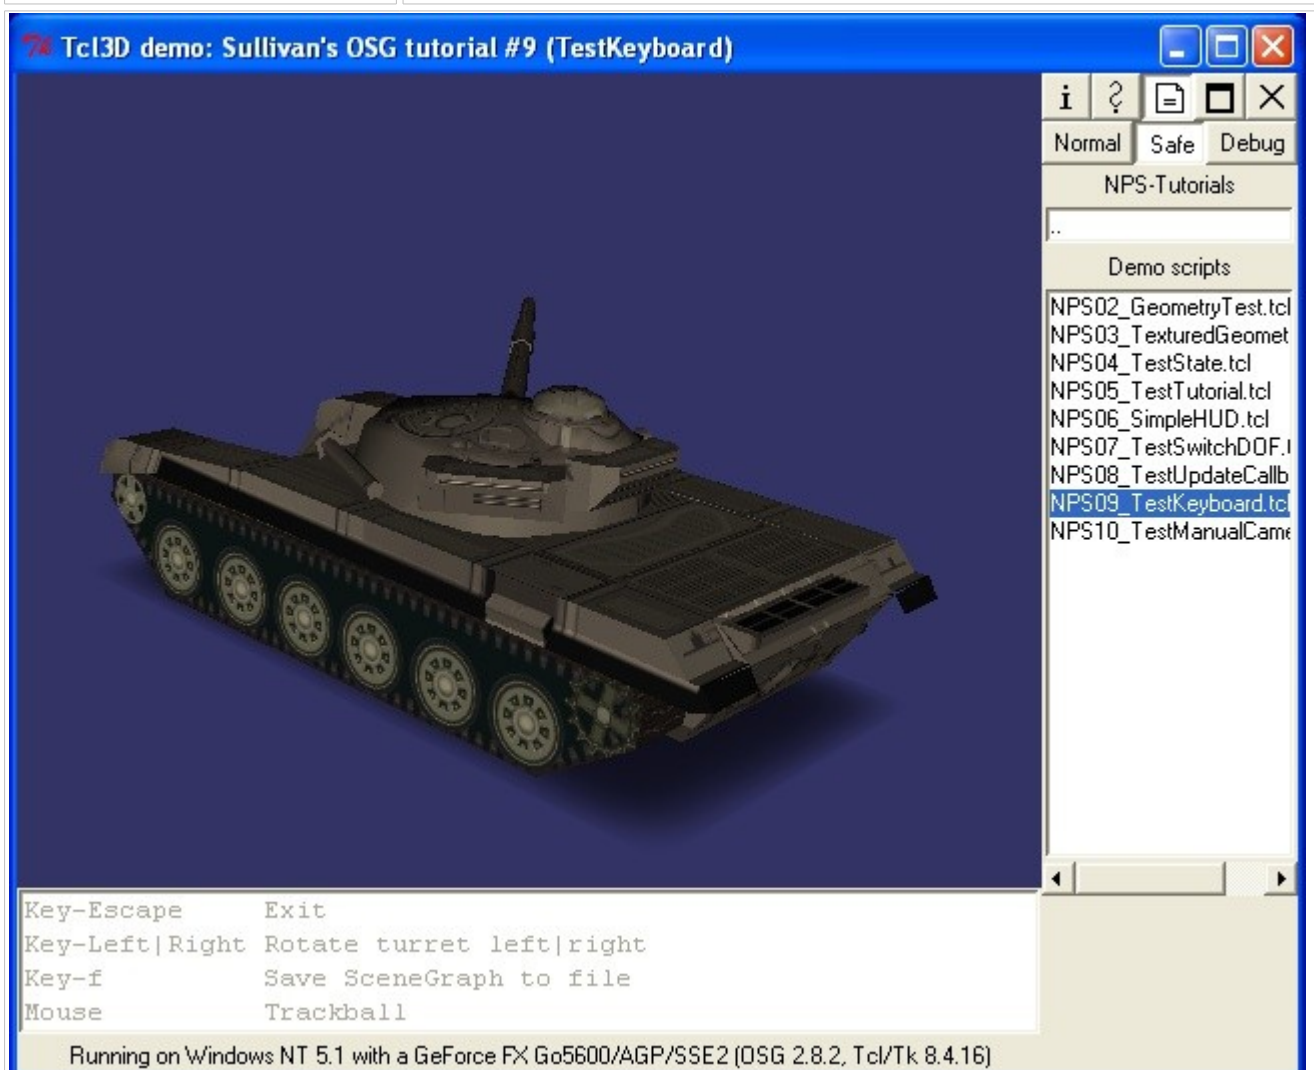 Tcl3D demo: Sullivan's OSG tutorial #9 (TestKeyboard)
i ?
Normal Safe Debug
NPS-Tutorials
..
Demo scripts
NPS02_GeometryTest.tcl
NPS03_TexturedGeomet
NPS04_TestState.tcl
NPS05_TestTutorial.tcl
NPS06_SimpleHUD.tcl
NPS07_TestSwitchDOF.
NPS08_TestUpdateCallb
NPS09_TestKeyboard.tcl
NPS10_TestManualCame
Key-Escape Exit
Key-Left|Right Rotate turret left|right
Key-f Save SceneGraph to file
Mouse Trackball
Running on Windows NT 5.1 with a GeForce FX Go5600/AGP/SSE2 (OSG 2.8.2, Tcl/Tk 8.4.16)